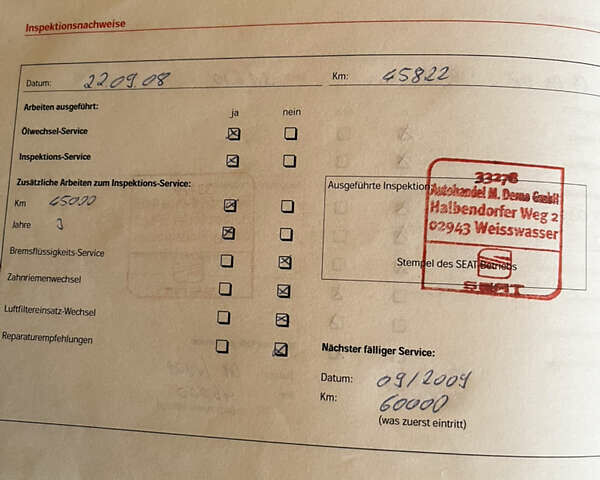 Inspektionsnachweise
Datum: 22.09.08 Km: 45822
Arbeiten ausgeführt: ja nein
Ölwechsel-Service
Inspektions-Service
Zusätzliche Arbeiten zum Inspektions-Service:
Km 45000
Jahre 3
Bremsflüssigkeits-Service
Zahnriemenwechsel
Luftfiltereinsatz-Wechsel
Reparaturempfehlungen
Ausgeführte Inspektion
33278
Autohandel M. Deme GmbH
Halbendorfer Weg 2
02943 Weisswasser
Stempel des SEAT Betriebs
SEAT
Nächster fälliger Service:
Datum: 09/2009
Km: 60000
(was zuerst eintritt)